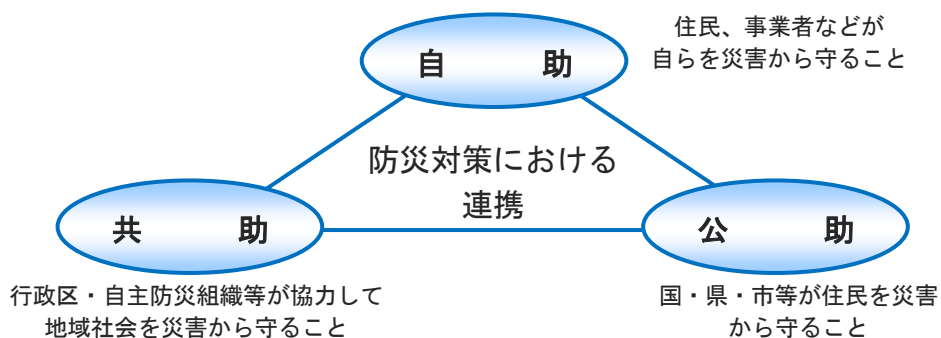 住民、事業者などが
自らを災害から守ること
自　　助
防災対策における
連携
共　　助
公　　助
行政区・自主防災組織等が協力して
地域社会を災害から守ること
国・県・市等が住民を災害
から守ること